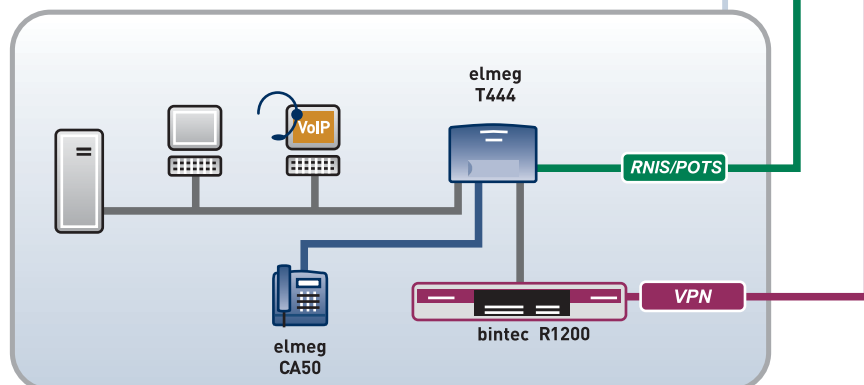 elmeg
T444
VoIP
RNIS/POTS
VPN
bintec R1200
elmeg
CA50